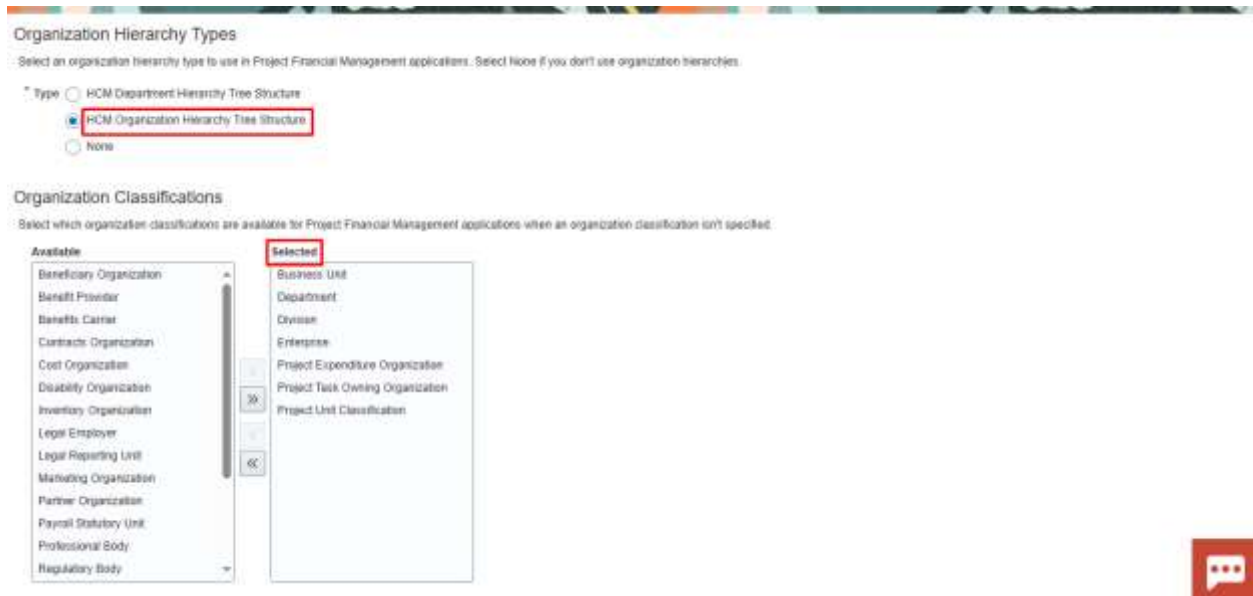 Organization Hierarchy Types
Select an organization hierarchy type to use in Project Financial Management applications. Select None if you don't use organization hierarchies.
* Type HCM Department Hierarchy Tree Structure
HCM Organization Hierarchy Tree Structure
None
Organization Classifications
Select which organization classifications are available for Project Financial Management applications when an organization classification isn't specified.
Available
Beneficiary Organization
Benefit Provider
Benefits Carrier
Contracts Organization
Cost Organization
Disability Organization
Inventory Organization
Legal Employer
Legal Reporting Unit
Marketing Organization
Partner Organization
Payroll Statutory Unit
Professional Body
Regulatory Body
Selected
Business Unit
Department
Division
Enterprise
Project Expenditure Organization
Project Task Owning Organization
Project Unit Classification